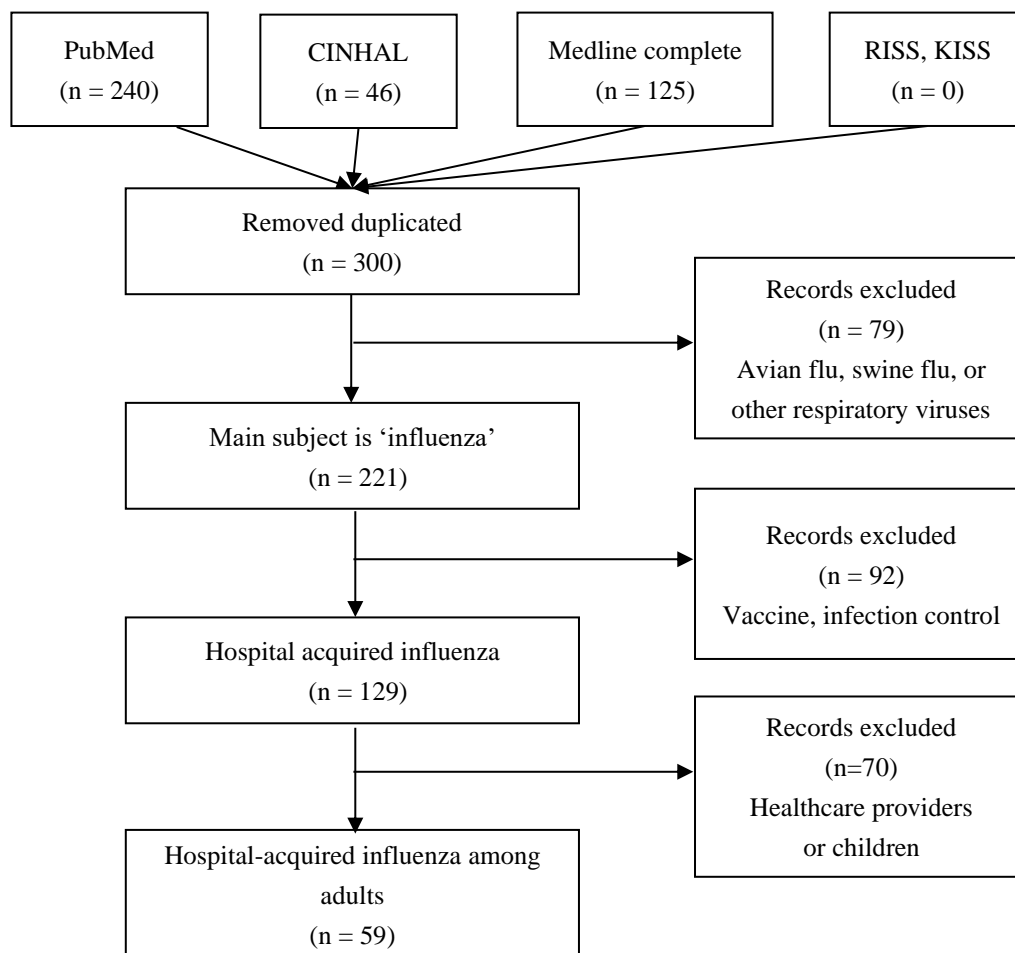 PubMed
(n = 240)
CINHAL
(n = 46)
Medline complete
(n = 125)
RISS, KISS
(n = 0)
Removed duplicated
(n = 300)
Records excluded
(n = 79)
Avian flu, swine flu, or
other respiratory viruses
Main subject is ‘influenza’
(n = 221)
Records excluded
(n = 92)
Vaccine, infection control
Hospital acquired influenza
(n = 129)
Records excluded
(n=70)
Healthcare providers
or children
Hospital-acquired influenza among
adults
(n = 59)